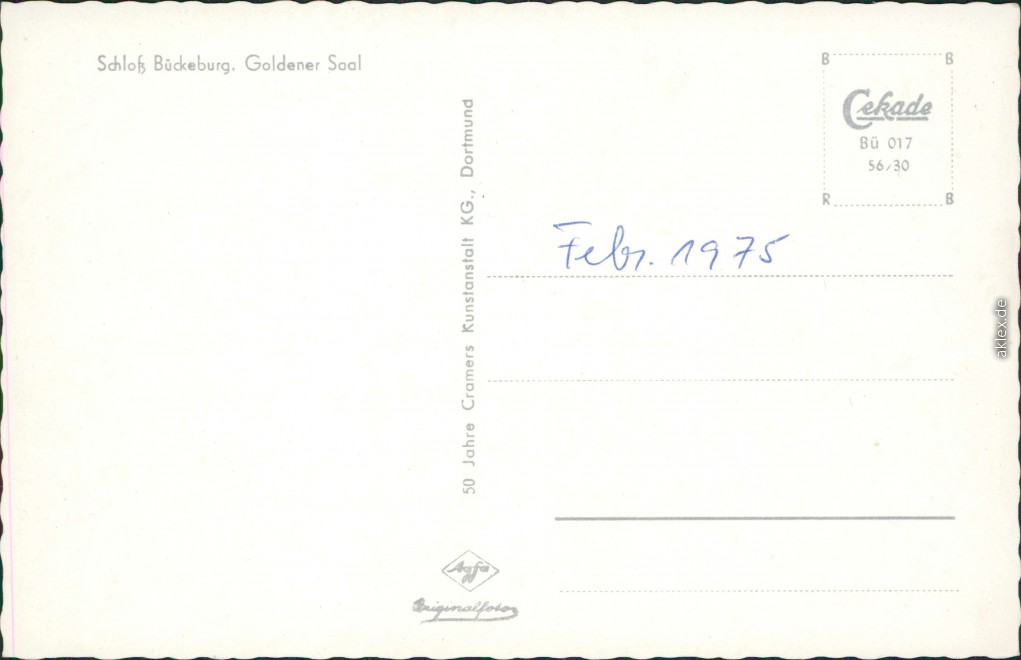 Schloß Bückeburg. Goldener Saal
50 Jahre Cramers Kunstanstalt KG., Dortmund
B B
Cekade
Bü 017
56/30
R B
Febr. 1975
Agfa
Originalfoto
aklex.de